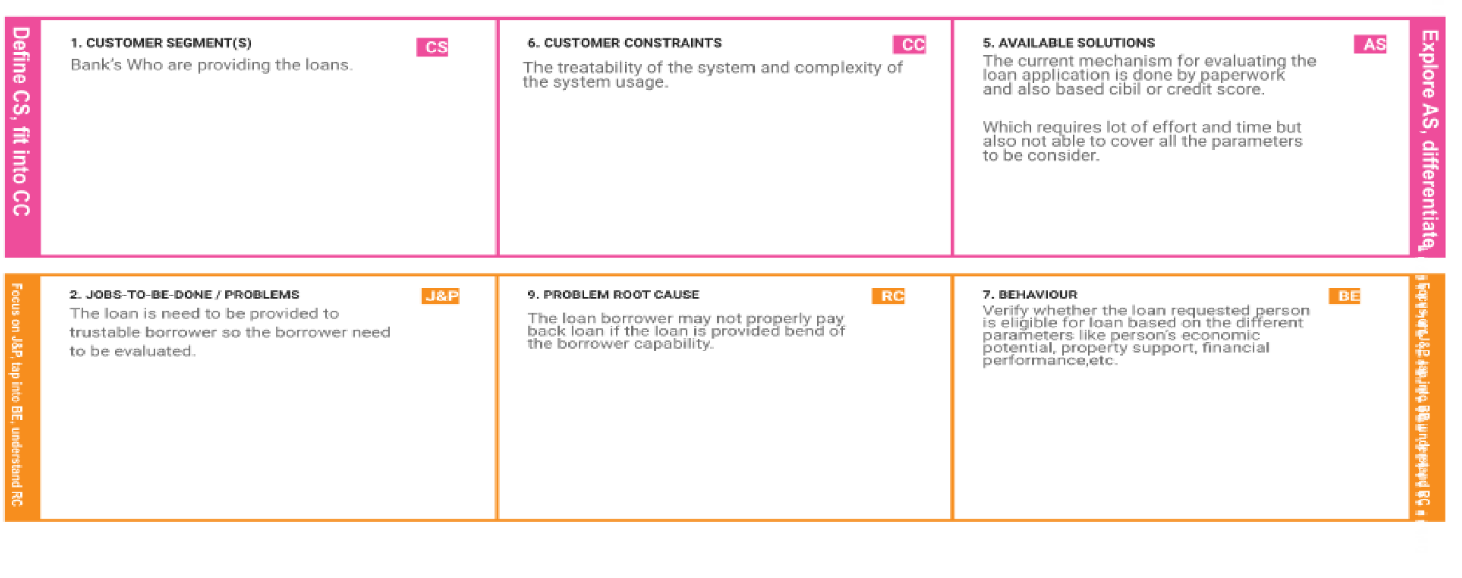 Define CS, fit into CC
1. CUSTOMER SEGMENT(S)
CS
Bank's Who are providing the loans.
6. CUSTOMER CONSTRAINTS
CC
The treatability of the system and complexity of
the system usage.
5. AVAILABLE SOLUTIONS
AS
The current mechanism for evaluating the
loan application is done by paperwork
and also based cibil or credit score.
Which requires lot of effort and time but
also not able to cover all the parameters
to be consider.
Explore AS, differentiate
Focus on J&P, tap into BE, understand RC
2. JOBS-TO-BE-DONE / PROBLEMS
J&P
The loan is need to be provided to
trustable borrower so the borrower need
to be evaluated.
9. PROBLEM ROOT CAUSE
RC
The loan borrower may not properly pay
back loan if the loan is provided bend of
the borrower capability.
7. BEHAVIOUR
BE
Verify whether the loan requested person
is eligible for loan based on the different
parameters like person's economic
potential, property support, financial
performance,etc.
Focus on J&P, tap into BE, understand RC